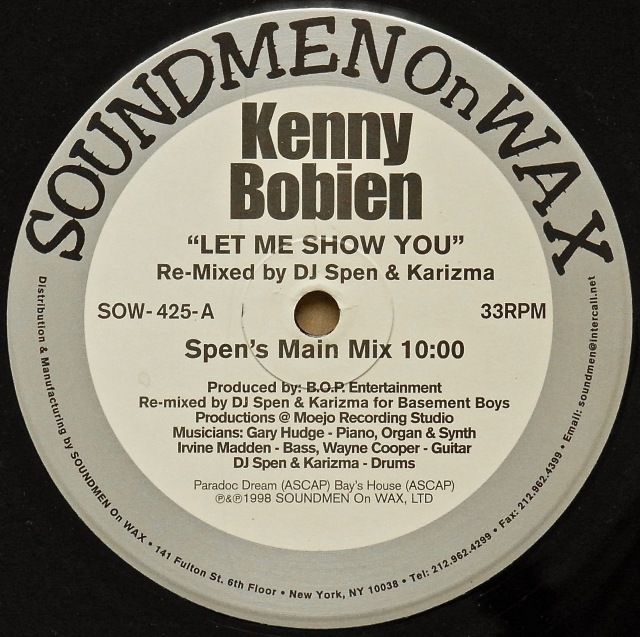 SOUNDMEN On WAX
Kenny
Bobien
"LET ME SHOW YOU"
Re-Mixed by DJ Spen & Karizma
SOW-425-A
33RPM
Spen's Main Mix 10:00
Produced by: B.O.P. Entertainment
Re-mixed by DJ Spen & Karizma for Basement Boys
Productions @ Moejo Recording Studio
Musicians: Gary Hudge - Piano, Organ & Synth
Irvine Madden - Bass, Wayne Cooper - Guitar
DJ Spen & Karizma - Drums
Paradoc Dream (ASCAP) Bay's House (ASCAP)
℗&℗1998 SOUNDMEN On WAX, LTD
Distribution & Manufacturing by SOUNDMEN On WAX • 141 Fulton St. 6th Floor • New York, NY 10038 • Tel: 212.962.4299 • Fax: 212.962.4399 • Email: soundmen@intercall.net